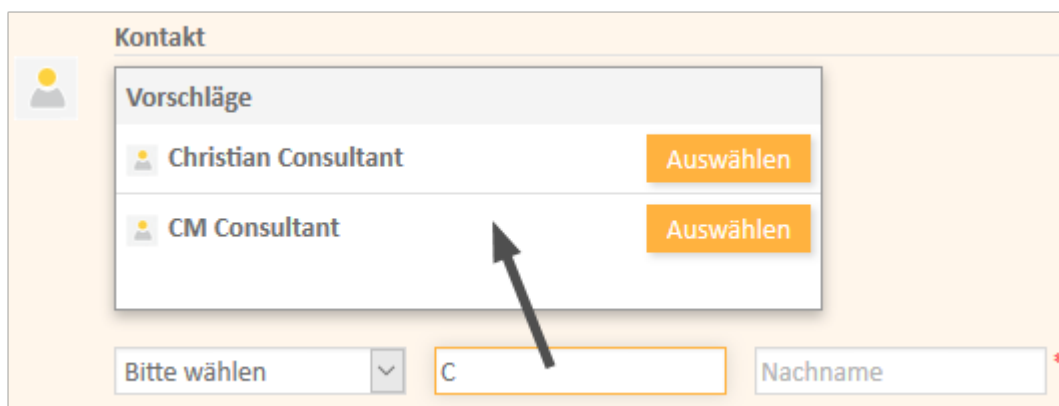 Kontakt
Vorschläge
Christian Consultant Auswählen
CM Consultant Auswählen
Bitte wählen C Nachname *